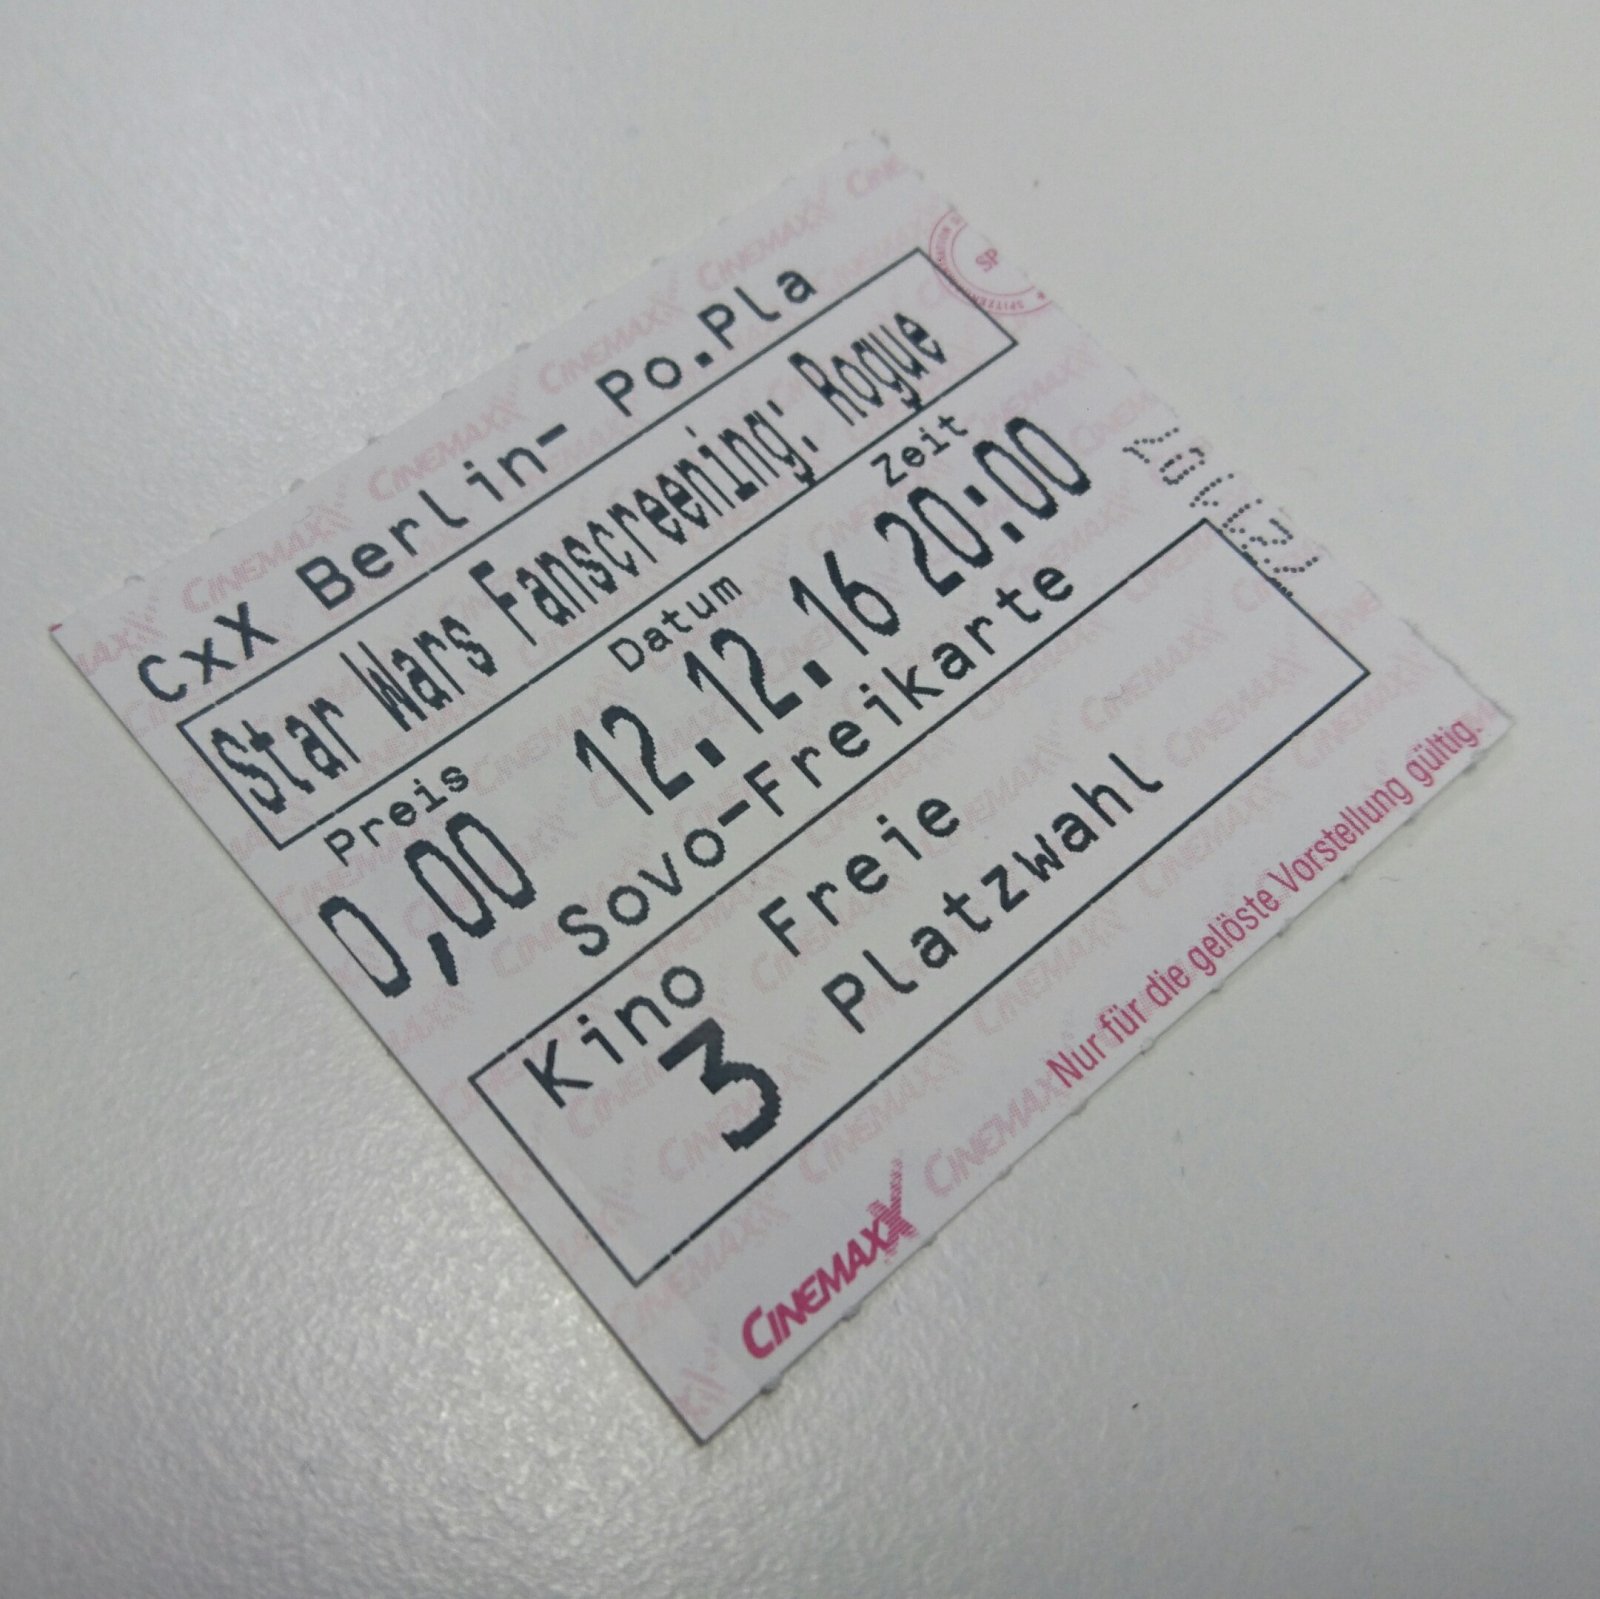 CxX Berlin- Po.Pla
Star Wars Fanscreening: Rogue
Preis Datum Zeit
0,00 12.12.16 20:00
Sovo-Freikarte
Kino Freie
3 Platzwahl
Nur für die gelöste Vorstellung gültig.
CINEMAXX